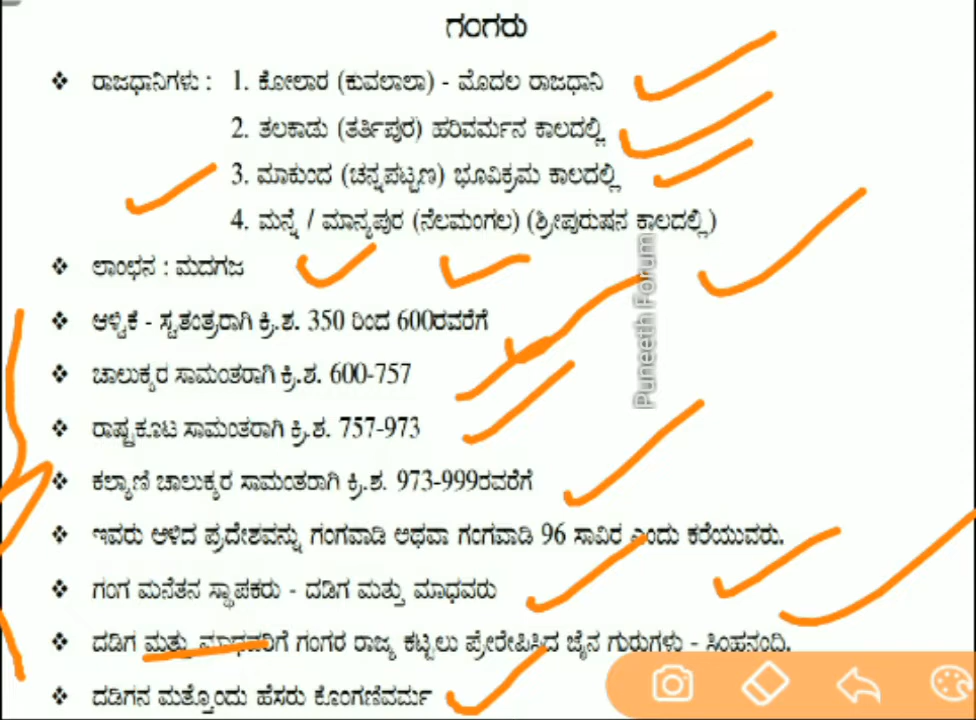 ಗಂಗರು
❖ ರಾಜಧಾನಿಗಳು : 1. ಕೋಲಾರ (ಕುವಲಾಲಾ) - ಮೊದಲ ರಾಜಧಾನಿ
2. ತಲಕಾಡು (ತರ್ತಿಪುರ) ಹರಿವರ್ಮನ ಕಾಲದಲ್ಲಿ
3. ಮಾಕುಂದ (ಚನ್ನಪಟ್ಟಣ) ಭೂವಿಕ್ರಮ ಕಾಲದಲ್ಲಿ
4. ಮನ್ನೆ / ಮಾನ್ಯಪುರ (ನೆಲಮಂಗಲ) (ಶ್ರೀಪುರುಷನ ಕಾಲದಲ್ಲಿ)
❖ ಲಾಂಛನ : ಮದಗಜ
❖ ಆಳ್ವಿಕೆ - ಸ್ವತಂತ್ರರಾಗಿ ಕ್ರಿ.ಶ. 350 ರಿಂದ 600ರವರೆಗೆ
❖ ಚಾಲುಕ್ಯರ ಸಾಮಂತರಾಗಿ ಕ್ರಿ.ಶ. 600-757
❖ ರಾಷ್ಟ್ರಕೂಟ ಸಾಮಂತರಾಗಿ ಕ್ರಿ.ಶ. 757-973
❖ ಕಲ್ಯಾಣಿ ಚಾಲುಕ್ಯರ ಸಾಮಂತರಾಗಿ ಕ್ರಿ.ಶ. 973-999ರವರೆಗೆ
❖ ಇವರು ಆಳಿದ ಪ್ರದೇಶವನ್ನು ಗಂಗವಾಡಿ ಅಥವಾ ಗಂಗವಾಡಿ 96 ಸಾವಿರ ಎಂದು ಕರೆಯುವರು.
❖ ಗಂಗ ಮನೆತನ ಸ್ಥಾಪಕರು - ದಡಿಗ ಮತ್ತು ಮಾಧವರು
❖ ದಡಿಗ ಮತ್ತು ಮಾಧವರಿಗೆ ಗಂಗರ ರಾಜ್ಯ ಕಟ್ಟಲು ಪ್ರೇರೇಪಿಸಿದ ಜೈನ ಗುರುಗಳು - ಸಿಂಹನಂದಿ.
❖ ದಡಿಗನ ಮತ್ತೊಂದು ಹೆಸರು ಕೊಂಗಣಿವರ್ಮ
Puneeth Forum